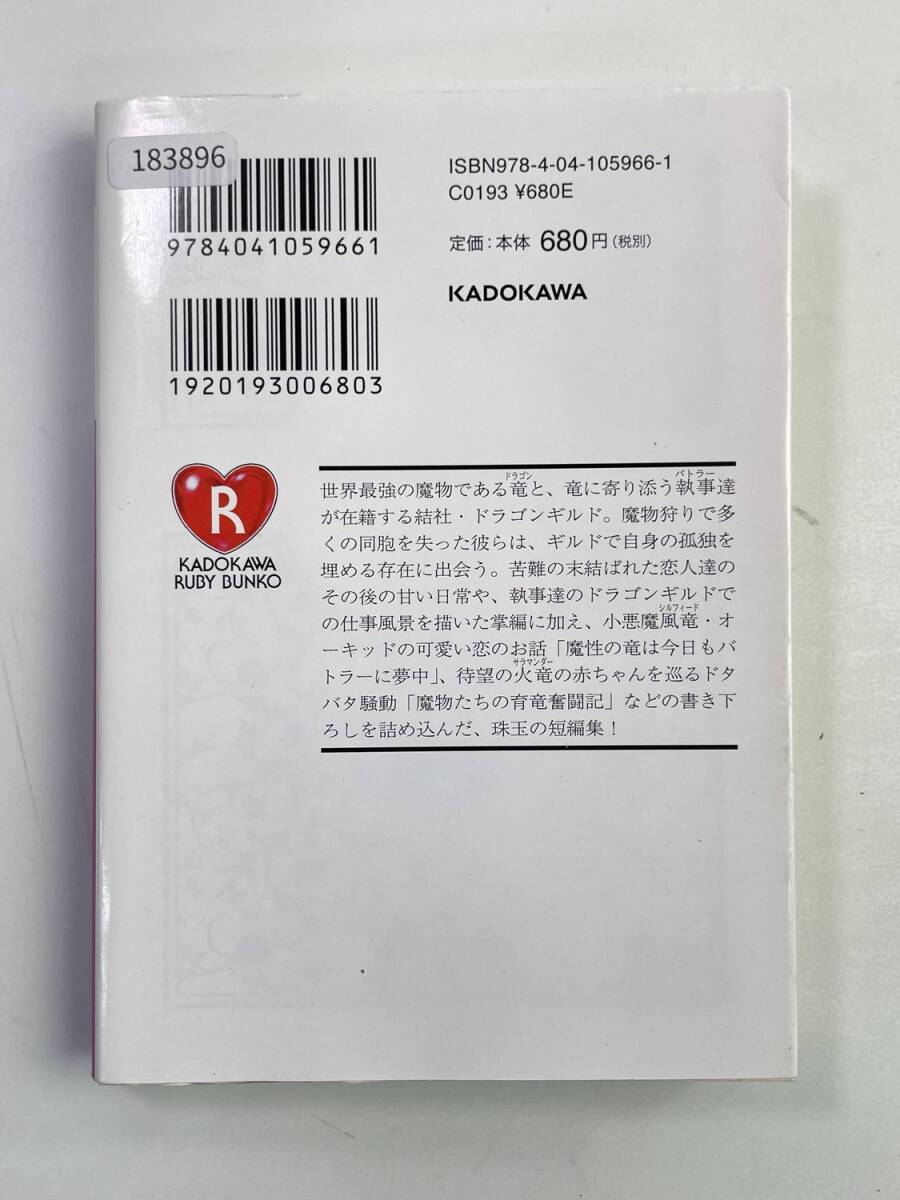 183896
ISBN978-4-04-105966-1
C0193 ¥680E
9784041059661
定価：本体680円（税別）
KADOKAWA
1920193006803
R
KADOKAWA
RUBY BUNKO
世界最強の魔物である竜と、竜に寄り添う執事達
が在籍する結社・ドラゴンギルド。魔物狩りで多
くの同胞を失った彼らは、ギルドで自身の孤独を
埋める存在に出会う。苦難の末結ばれた恋人達の
その後の甘い日常や、執事達のドラゴンギルドで
の仕事風景を描いた掌編に加え、小悪魔風竜・オ
ーキッドの可愛い恋のお話「魔性の竜は今日もバ
トラーに夢中」、待望の火竜の赤ちゃんを巡るドタ
バタ騒動「魔物たちの育竜奮闘記」などの書き下
ろしを詰め込んだ、珠玉の短編集！
ドラゴン
バトラー
シルフィード
サラマンダー